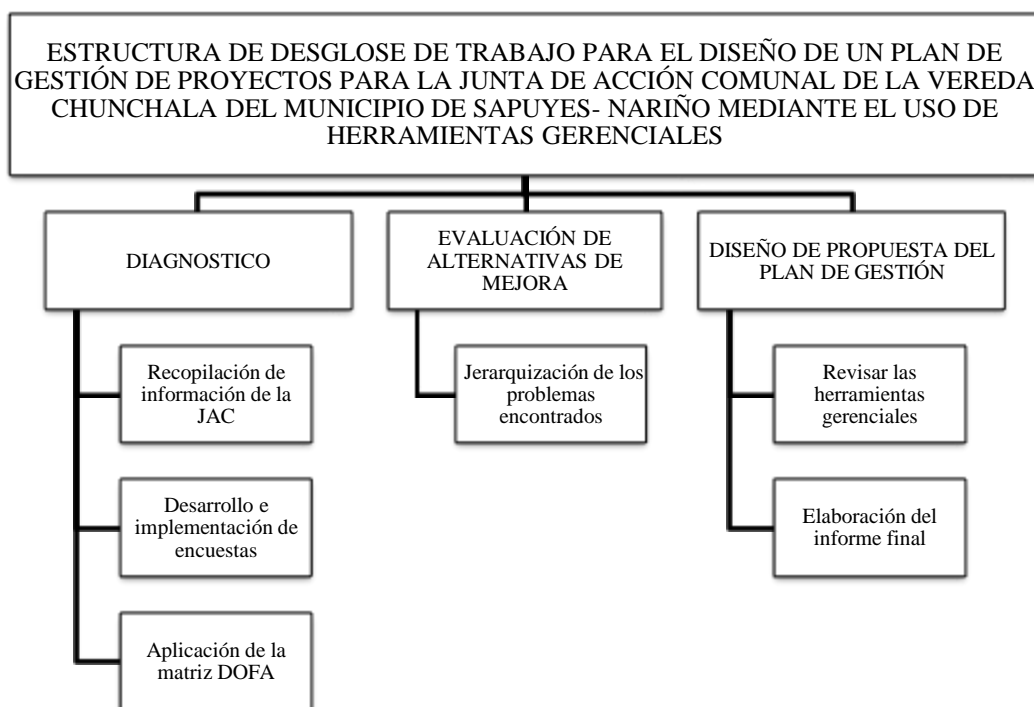 ESTRUCTURA DE DESGLOSE DE TRABAJO PARA EL DISEÑO DE UN PLAN DE
GESTIÓN DE PROYECTOS PARA LA JUNTA DE ACCIÓN COMUNAL DE LA VEREDA
CHUNCHALA DEL MUNICIPIO DE SAPUYES- NARIÑO MEDIANTE EL USO DE
HERRAMIENTAS GERENCIALES
DIAGNOSTICO
Recopilación de
información de la
JAC
Desarrollo e
implementación de
encuestas
Aplicación de la
matriz DOFA
EVALUACIÓN DE
ALTERNATIVAS DE
MEJORA
Jerarquización de los
problemas
encontrados
DISEÑO DE PROPUESTA DEL
PLAN DE GESTIÓN
Revisar las
herramientas
gerenciales
Elaboración del
informe final